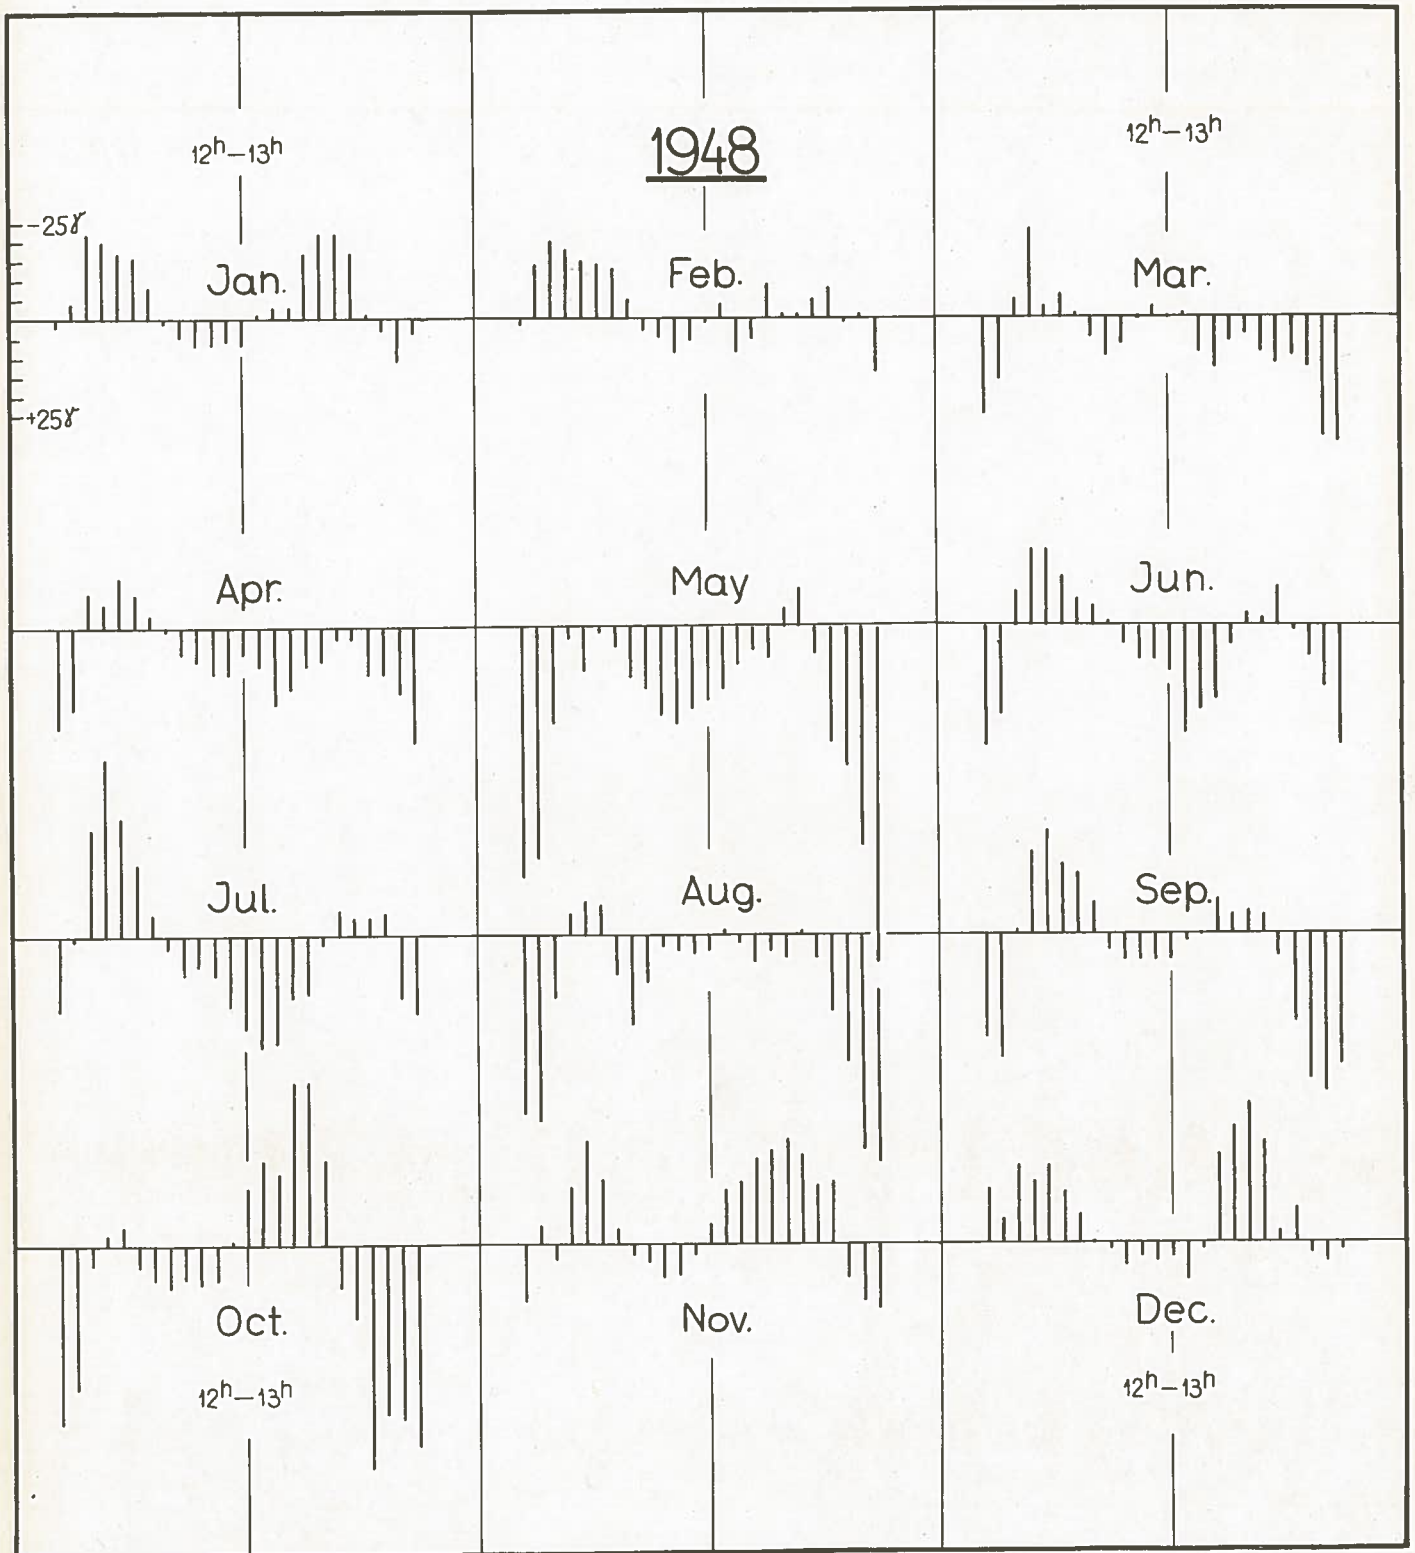 12h–13h
1948
12h–13h
-25γ
Jan.
Feb.
Mar.
+25γ
Apr.
May
Jun.
Jul.
Aug.
Sep.
Oct.
Nov.
Dec.
12h–13h
12h–13h